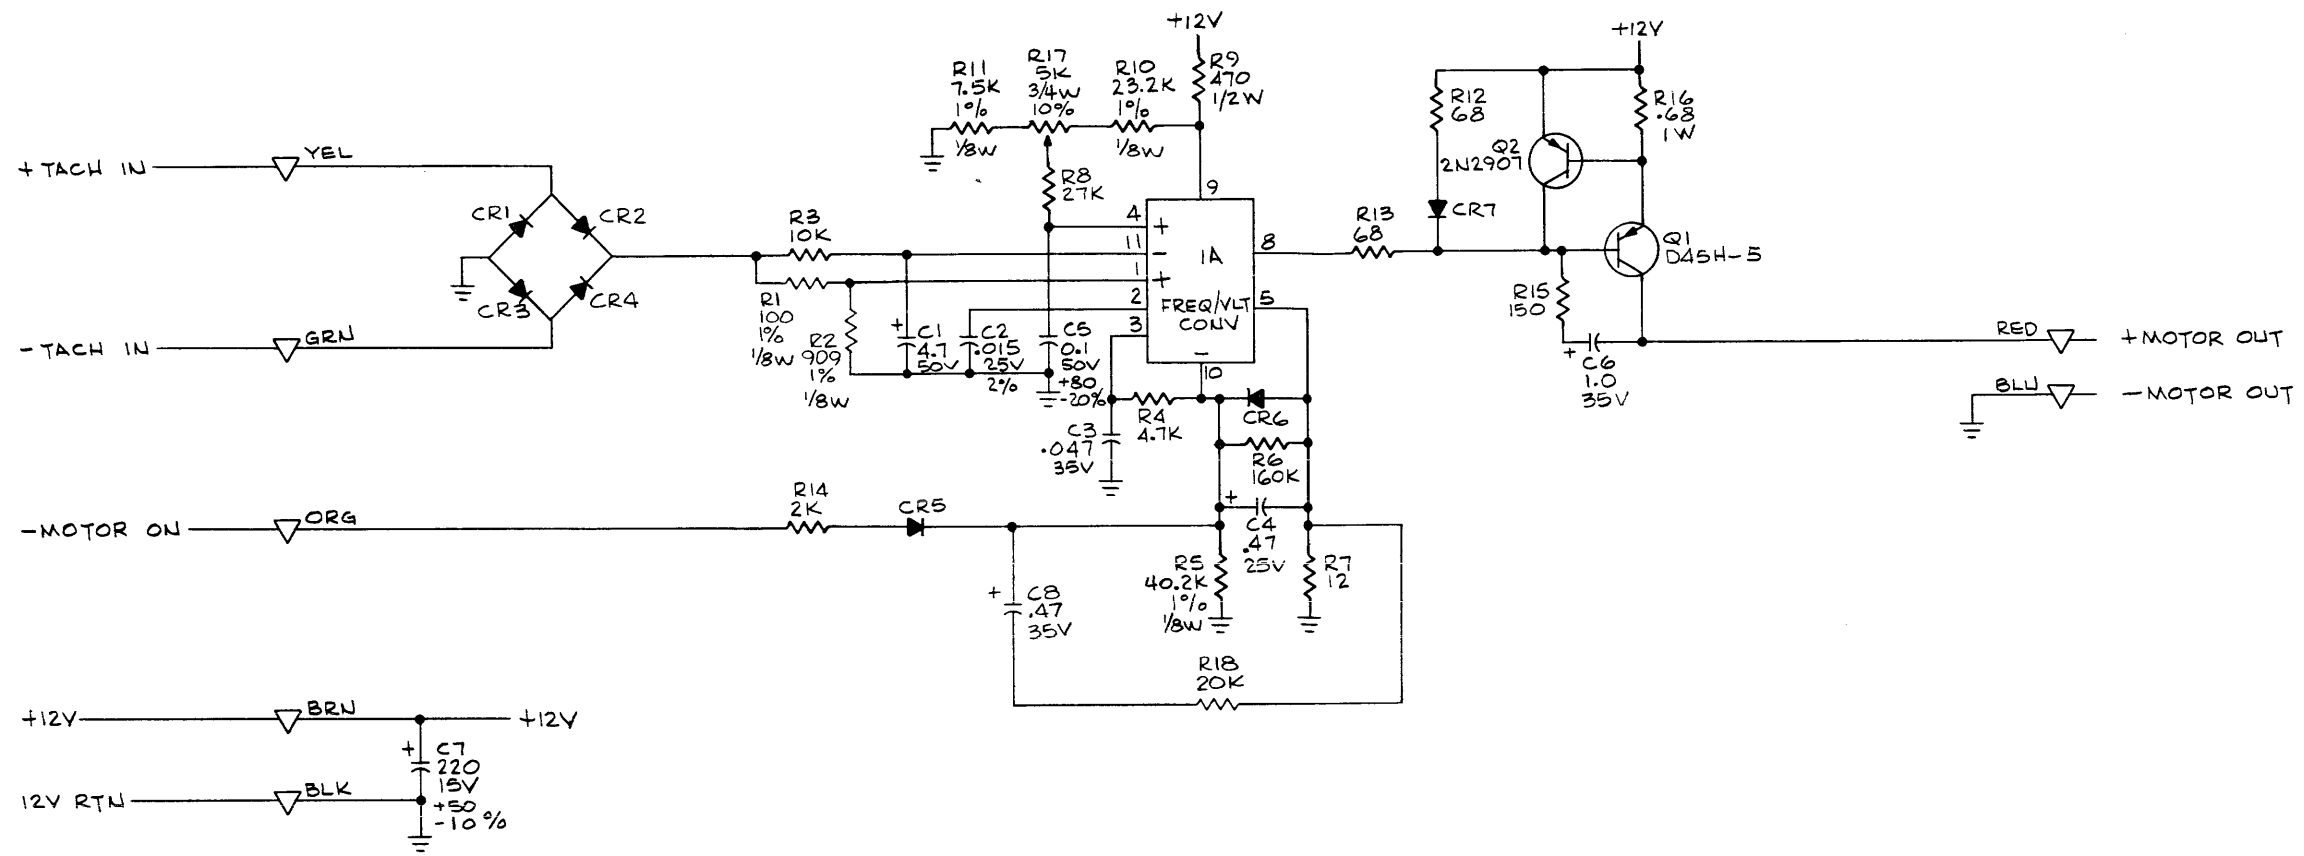 +12V
+12V
R11
7.5K
1%
1/8W
R17
5K
3/4W
10%
R10
23.2K
1%
1/8W
R9
470
1/2W
R12
68
R16
.68
1W
Q2
2N2907
+TACH IN
YEL
CR1
CR2
R8
27K
9
CR7
R3
10K
4
+
11
-
1
+
1A
8
R13
68
Q1
D45H-5
CR3
CR4
R1
100
1%
1/8W
R2
909
1%
1/8W
+
C1
4.7
50V
C2
.015
25V
2%
C5
0.1
50V
+80
-20%
2
3
FREQ/VLT
CONV
5
-
10
R15
150
-TACH IN
GRN
+
C6
1.0
35V
RED
+MOTOR OUT
BLU
-MOTOR OUT
R4
4.7K
CR6
C3
.047
35V
R6
160K
-MOTOR ON
ORG
R14
2K
CR5
+
C4
.47
25V
+
C8
.47
35V
R5
40.2K
1%
1/8W
R7
12
R18
20K
+12V
BRN
+12V
+
C7
220
15V
+50
-10%
12V RTN
BLK